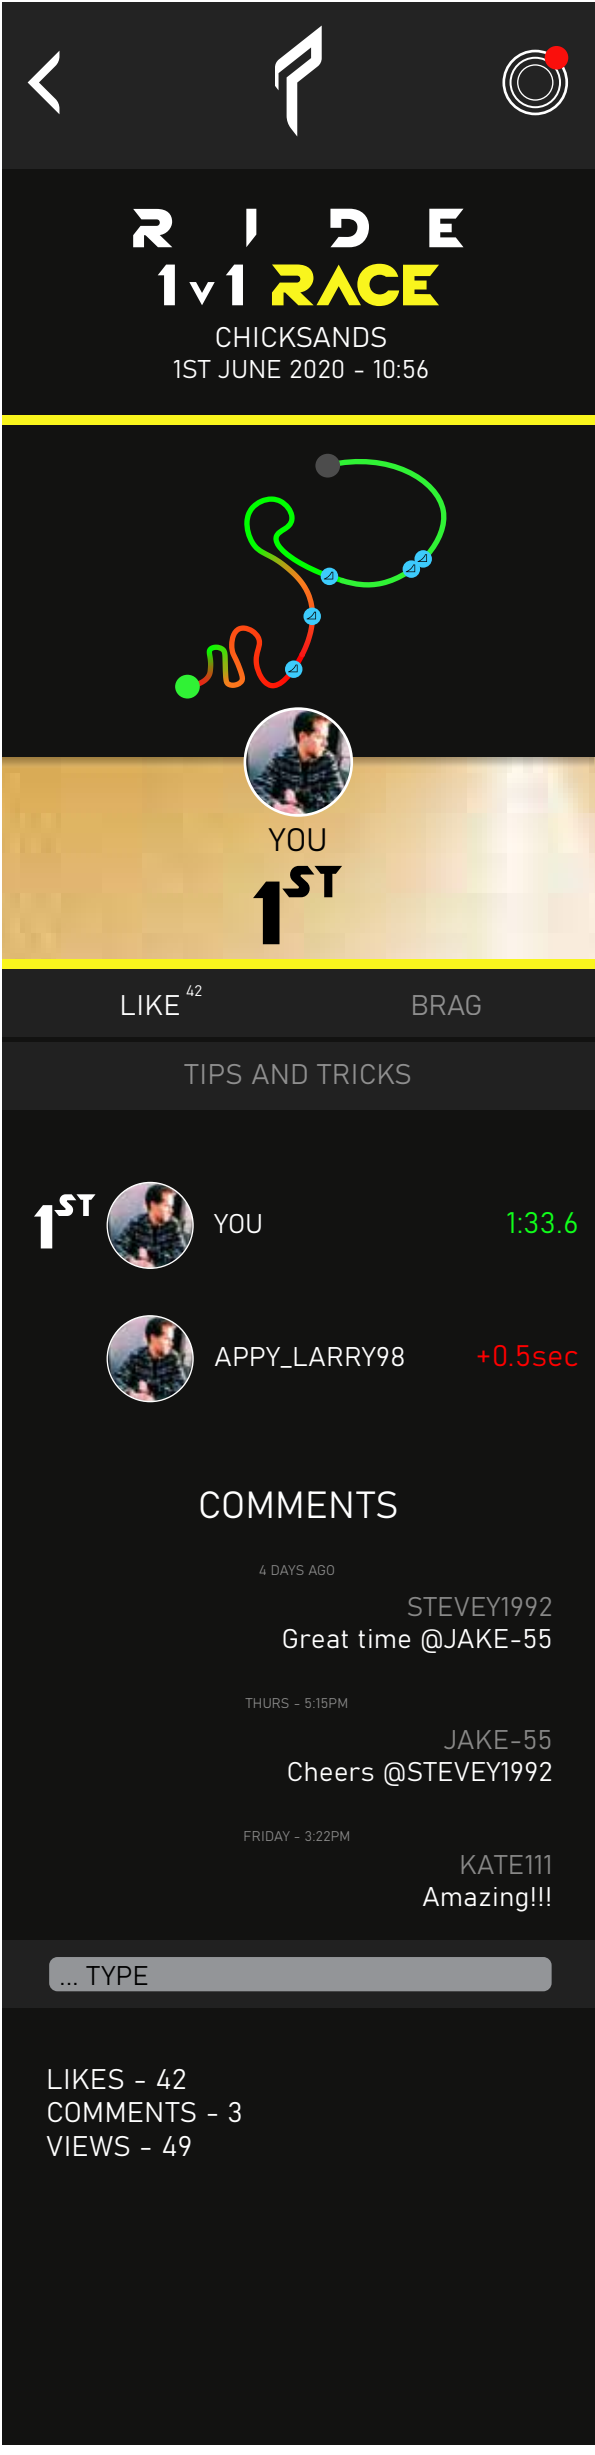 RIDE
1v1 RACE
CHICKSANDS
1ST JUNE 2020 - 10:56
YOU
1ST
LIKE 42
BRAG
TIPS AND TRICKS
1ST YOU 1:33.6
APPY_LARRY98 +0.5sec
COMMENTS
4 DAYS AGO
STEVEY1992
Great time @JAKE-55
THURS - 5:15PM
JAKE-55
Cheers @STEVEY1992
FRIDAY - 3:22PM
KATE111
Amazing!!!
... TYPE
LIKES - 42
COMMENTS - 3
VIEWS - 49